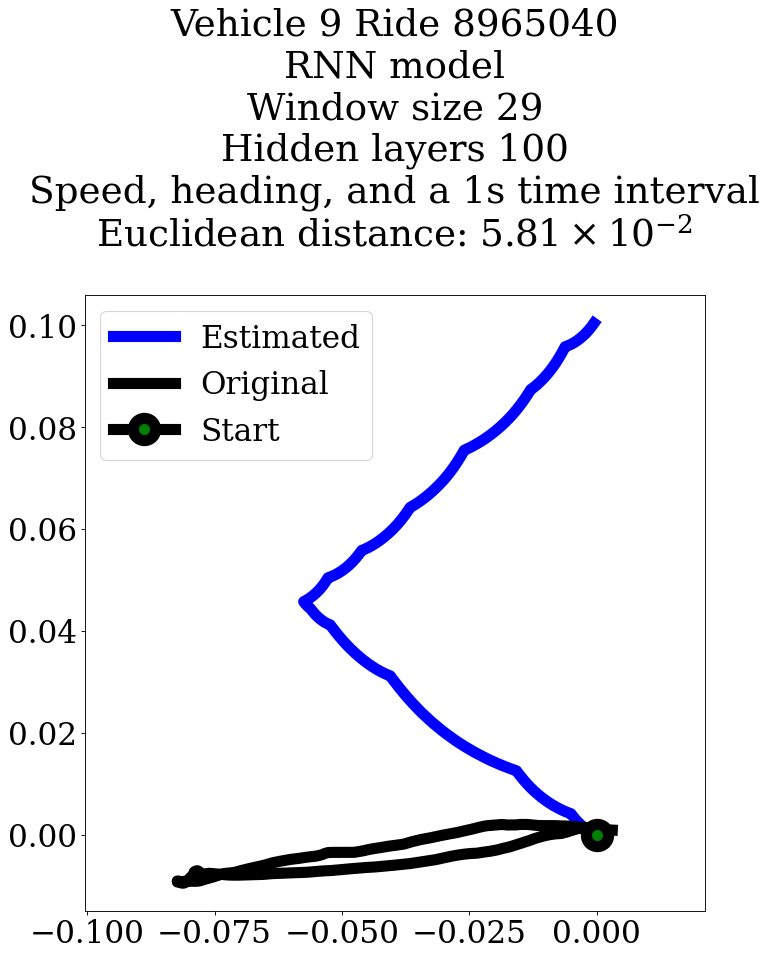 Vehicle 9 Ride 8965040
RNN model
Window size 29
Hidden layers 100
Speed, heading, and a 1s time interval
Euclidean distance: 5.81 × 10⁻²
Estimated
Original
Start
0.10
0.08
0.06
0.04
0.02
0.00
−0.100 −0.075 −0.050 −0.025 0.000